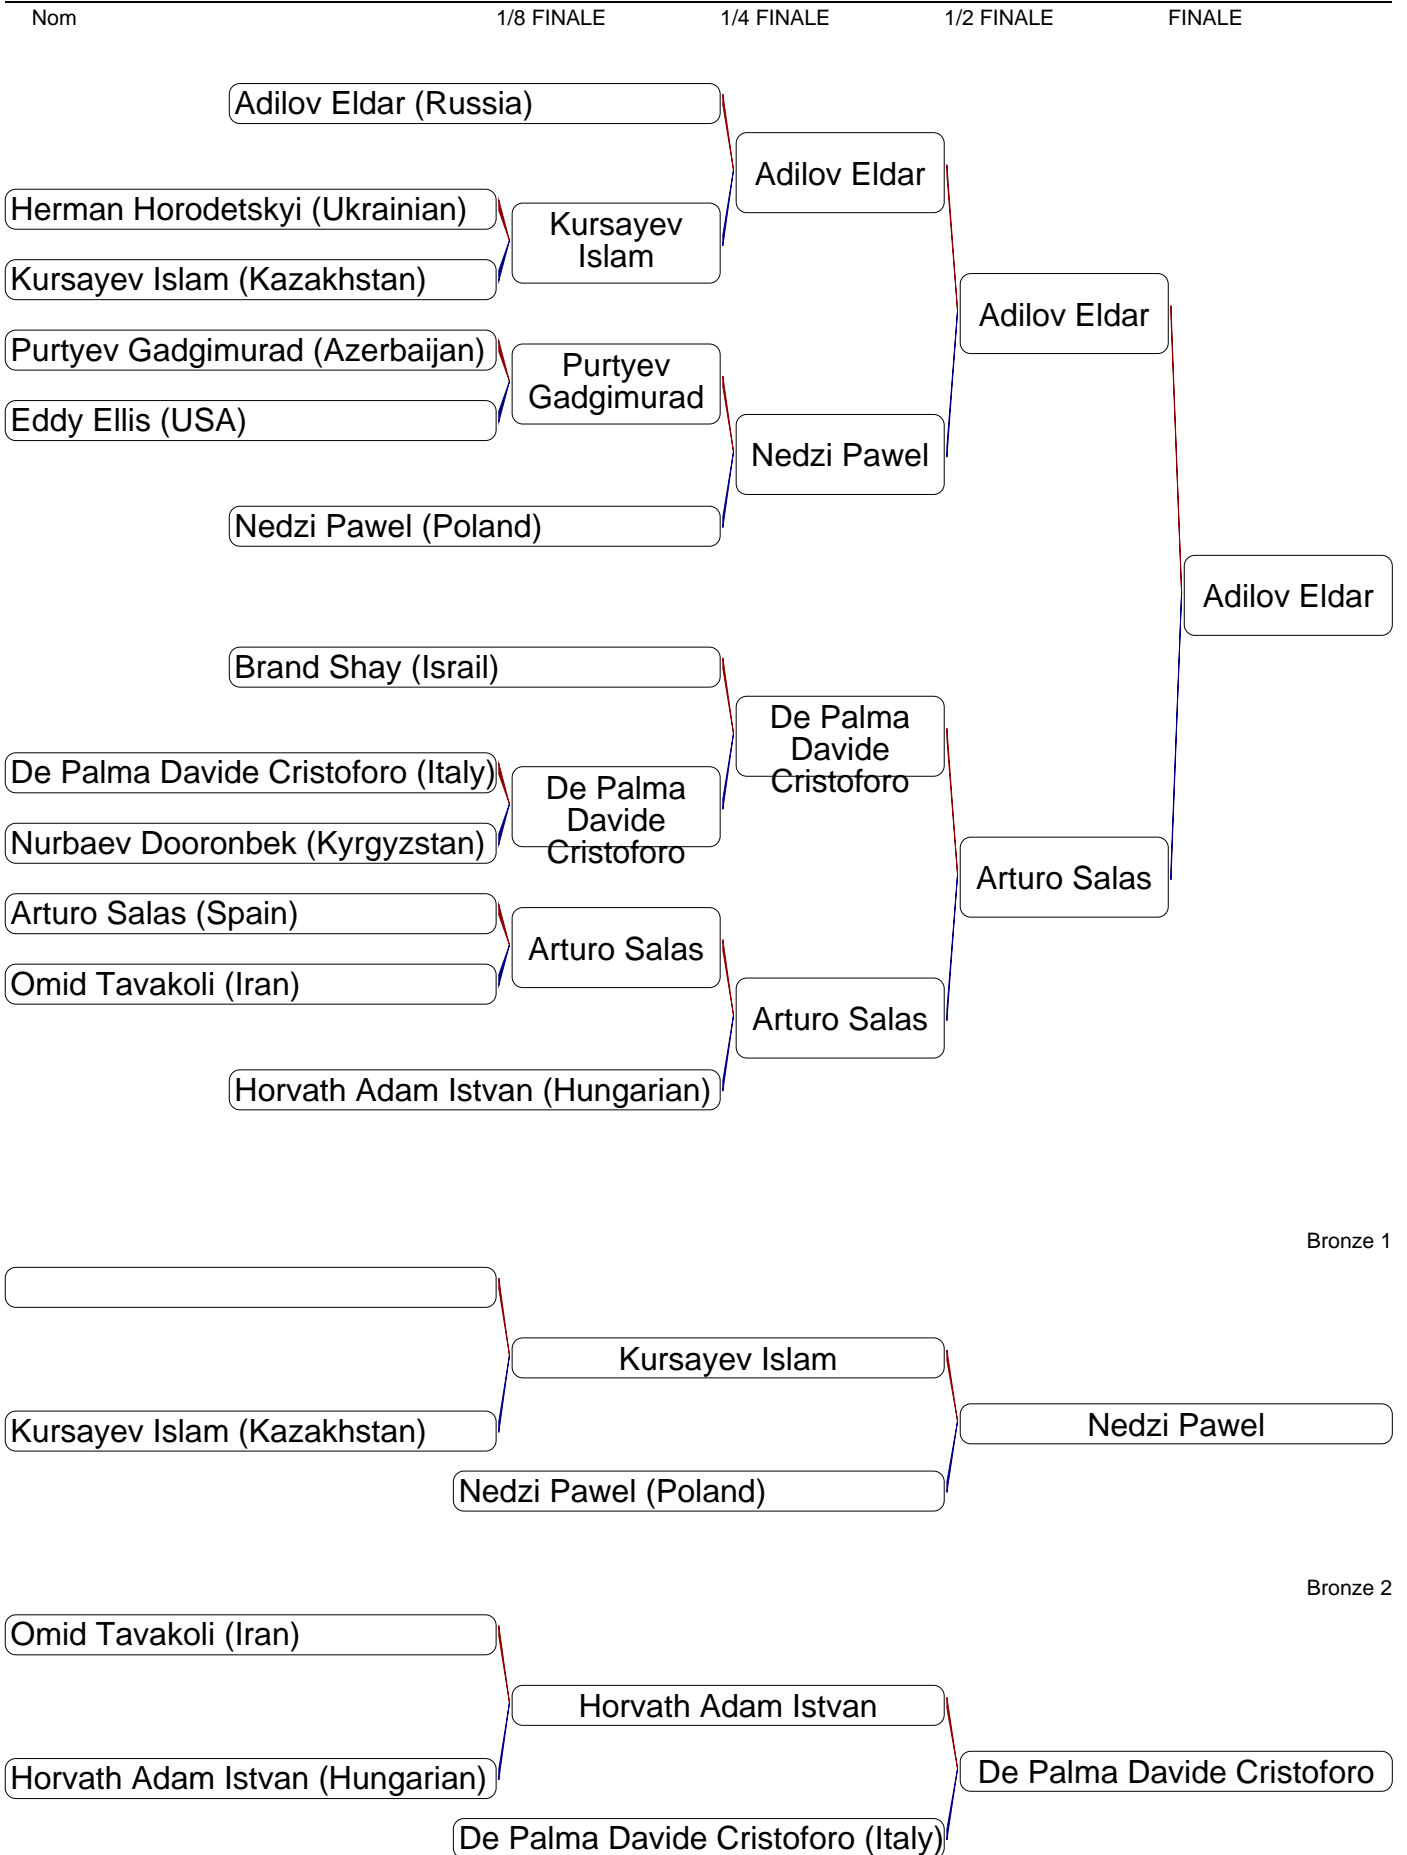 Nom 1/8 FINALE 1/4 FINALE 1/2 FINALE FINALE
Adilov Eldar (Russia)
Adilov Eldar
Herman Horodetskyi (Ukrainian)
Kursayev
Islam
Kursayev Islam (Kazakhstan)
Adilov Eldar
Purtyev Gadgimurad (Azerbaijan)
Purtyev
Gadgimurad
Eddy Ellis (USA)
Nedzi Pawel
Nedzi Pawel (Poland)
Adilov Eldar
Brand Shay (Israil)
De Palma
Davide
Cristoforo
De Palma Davide Cristoforo (Italy)
De Palma
Davide
Cristoforo
Nurbaev Dooronbek (Kyrgyzstan)
Arturo Salas
Arturo Salas (Spain)
Arturo Salas
Omid Tavakoli (Iran)
Arturo Salas
Horvath Adam Istvan (Hungarian)
Bronze 1
Kursayev Islam
Kursayev Islam (Kazakhstan)
Nedzi Pawel
Nedzi Pawel (Poland)
Bronze 2
Omid Tavakoli (Iran)
Horvath Adam Istvan
Horvath Adam Istvan (Hungarian)
De Palma Davide Cristoforo
De Palma Davide Cristoforo (Italy)